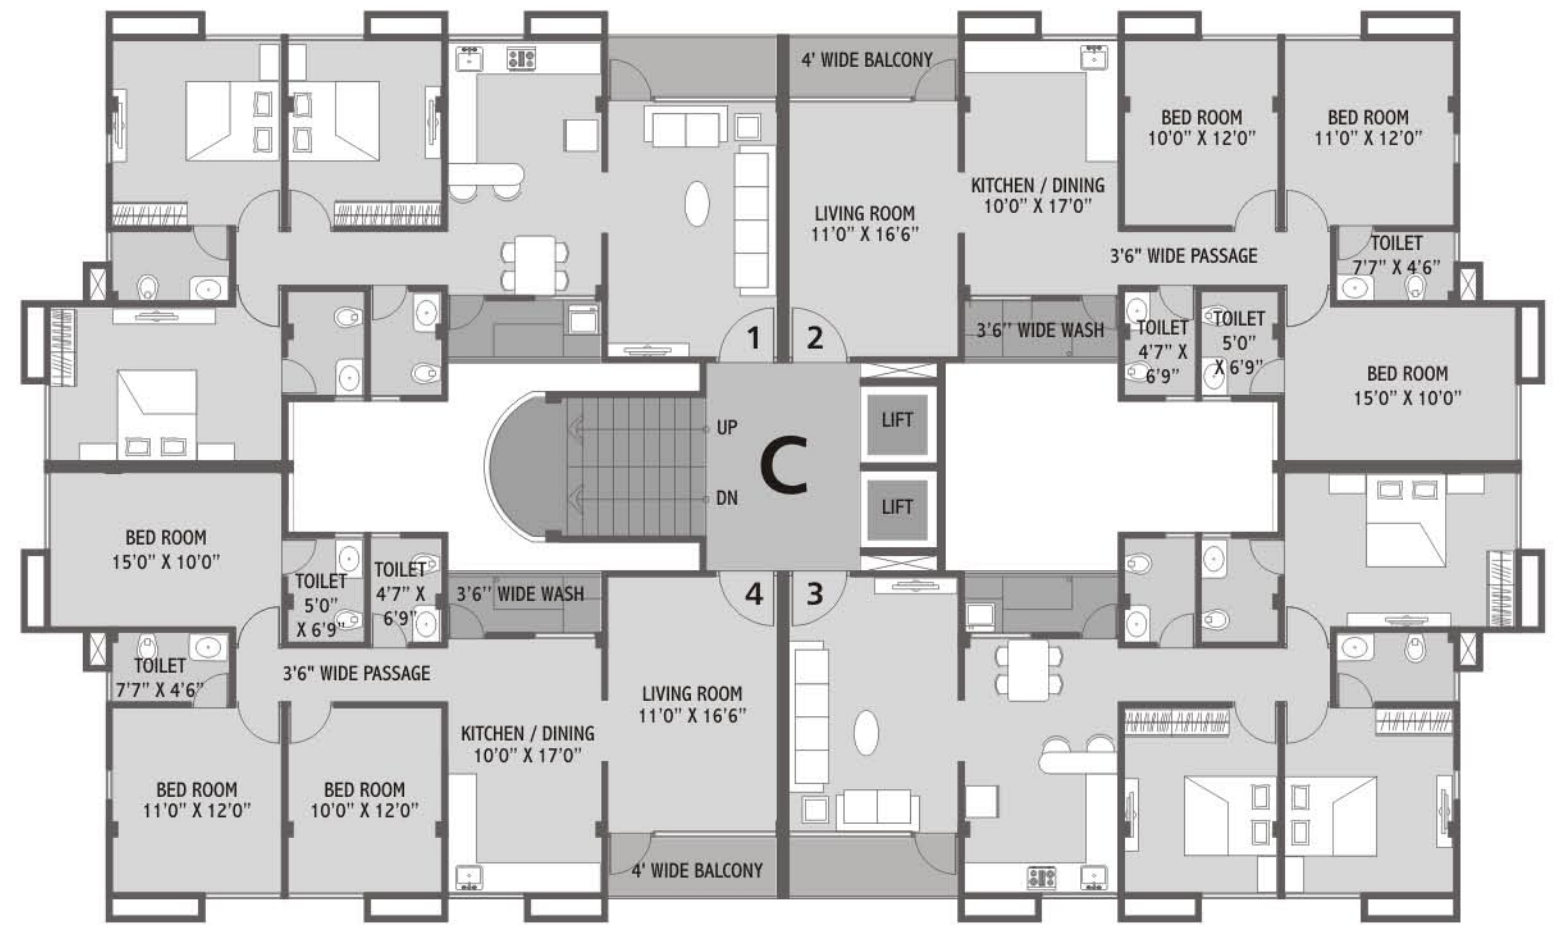 4' WIDE BALCONY
BED ROOM
10'0" X 12'0"
BED ROOM
11'0" X 12'0"
KITCHEN / DINING
10'0" X 17'0"
LIVING ROOM
11'0" X 16'6"
3'6" WIDE PASSAGE
TOILET
7'7" X 4'6"
1
2
3'6'' WIDE WASH
TOILET
4'7" X
6'9"
TOILET
5'0"
X 6'9"
BED ROOM
15'0" X 10'0"
UP
DN
C
LIFT
LIFT
BED ROOM
15'0" X 10'0"
TOILET
5'0"
X 6'9"
TOILET
4'7" X
6'9"
3'6'' WIDE WASH
4
3
TOILET
7'7" X 4'6"
3'6" WIDE PASSAGE
LIVING ROOM
11'0" X 16'6"
KITCHEN / DINING
10'0" X 17'0"
BED ROOM
11'0" X 12'0"
BED ROOM
10'0" X 12'0"
4' WIDE BALCONY